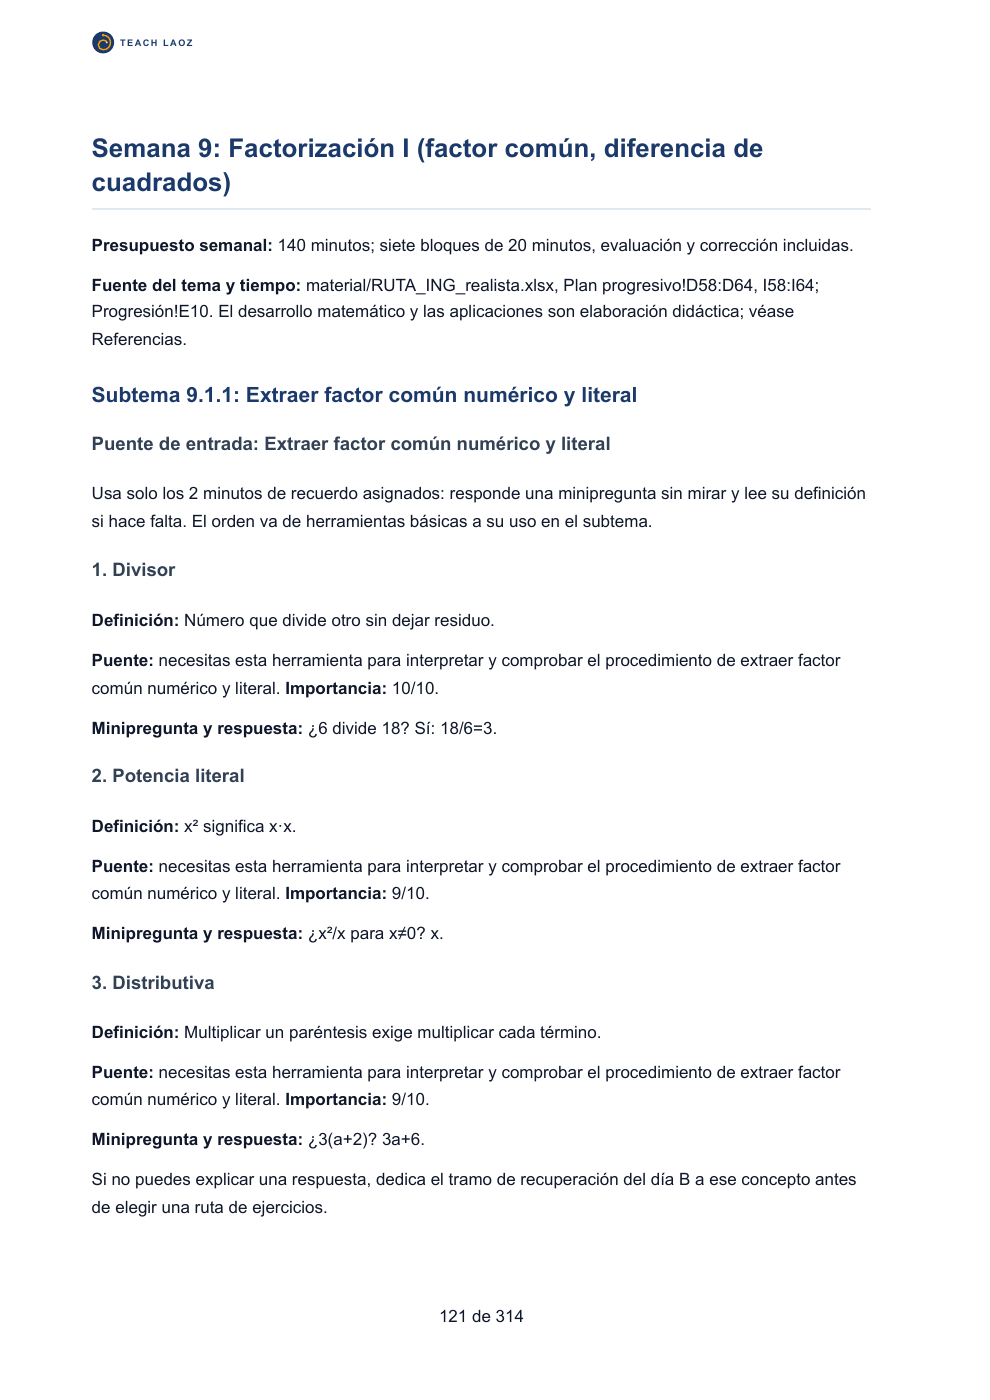 TEACH LAOZ
Semana 9: Factorización I (factor común, diferencia de
cuadrados)
Presupuesto semanal: 140 minutos; siete bloques de 20 minutos, evaluación y corrección incluidas.
Fuente del tema y tiempo: material/RUTA_ING_realista.xlsx, Plan progresivo!D58:D64, I58:I64;
Progresión!E10. El desarrollo matemático y las aplicaciones son elaboración didáctica; véase
Referencias.
Subtema 9.1.1: Extraer factor común numérico y literal
Puente de entrada: Extraer factor común numérico y literal
Usa solo los 2 minutos de recuerdo asignados: responde una minipregunta sin mirar y lee su definición
si hace falta. El orden va de herramientas básicas a su uso en el subtema.
1. Divisor
Definición: Número que divide otro sin dejar residuo.
Puente: necesitas esta herramienta para interpretar y comprobar el procedimiento de extraer factor
común numérico y literal. Importancia: 10/10.
Minipregunta y respuesta: ¿6 divide 18? Sí: 18/6=3.
2. Potencia literal
Definición: x² significa x·x.
Puente: necesitas esta herramienta para interpretar y comprobar el procedimiento de extraer factor
común numérico y literal. Importancia: 9/10.
Minipregunta y respuesta: ¿x²/x para x≠0? x.
3. Distributiva
Definición: Multiplicar un paréntesis exige multiplicar cada término.
Puente: necesitas esta herramienta para interpretar y comprobar el procedimiento de extraer factor
común numérico y literal. Importancia: 9/10.
Minipregunta y respuesta: ¿3(a+2)? 3a+6.
Si no puedes explicar una respuesta, dedica el tramo de recuperación del día B a ese concepto antes
de elegir una ruta de ejercicios.
121 de 314